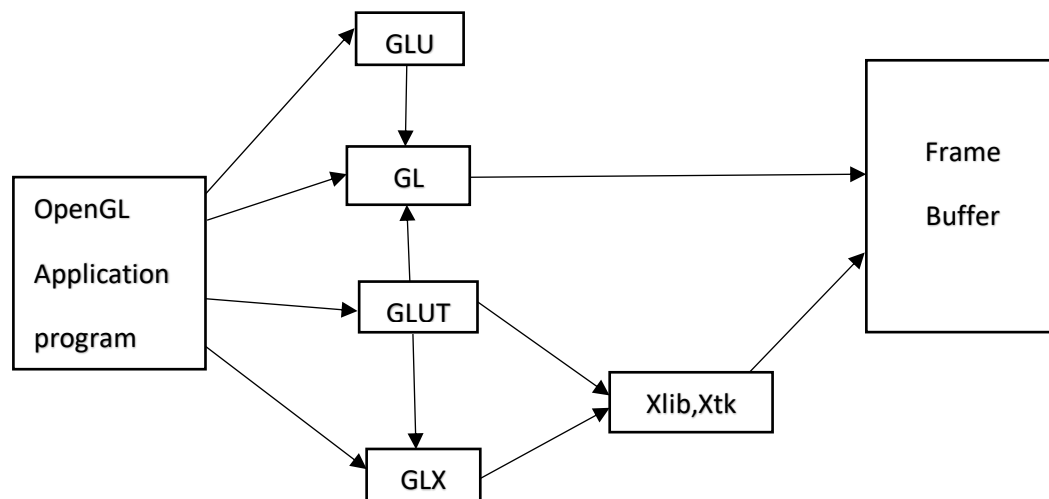 GLU
GL
OpenGL
Application
program
GLUT
GLX
Xlib,Xtk
Frame
Buffer